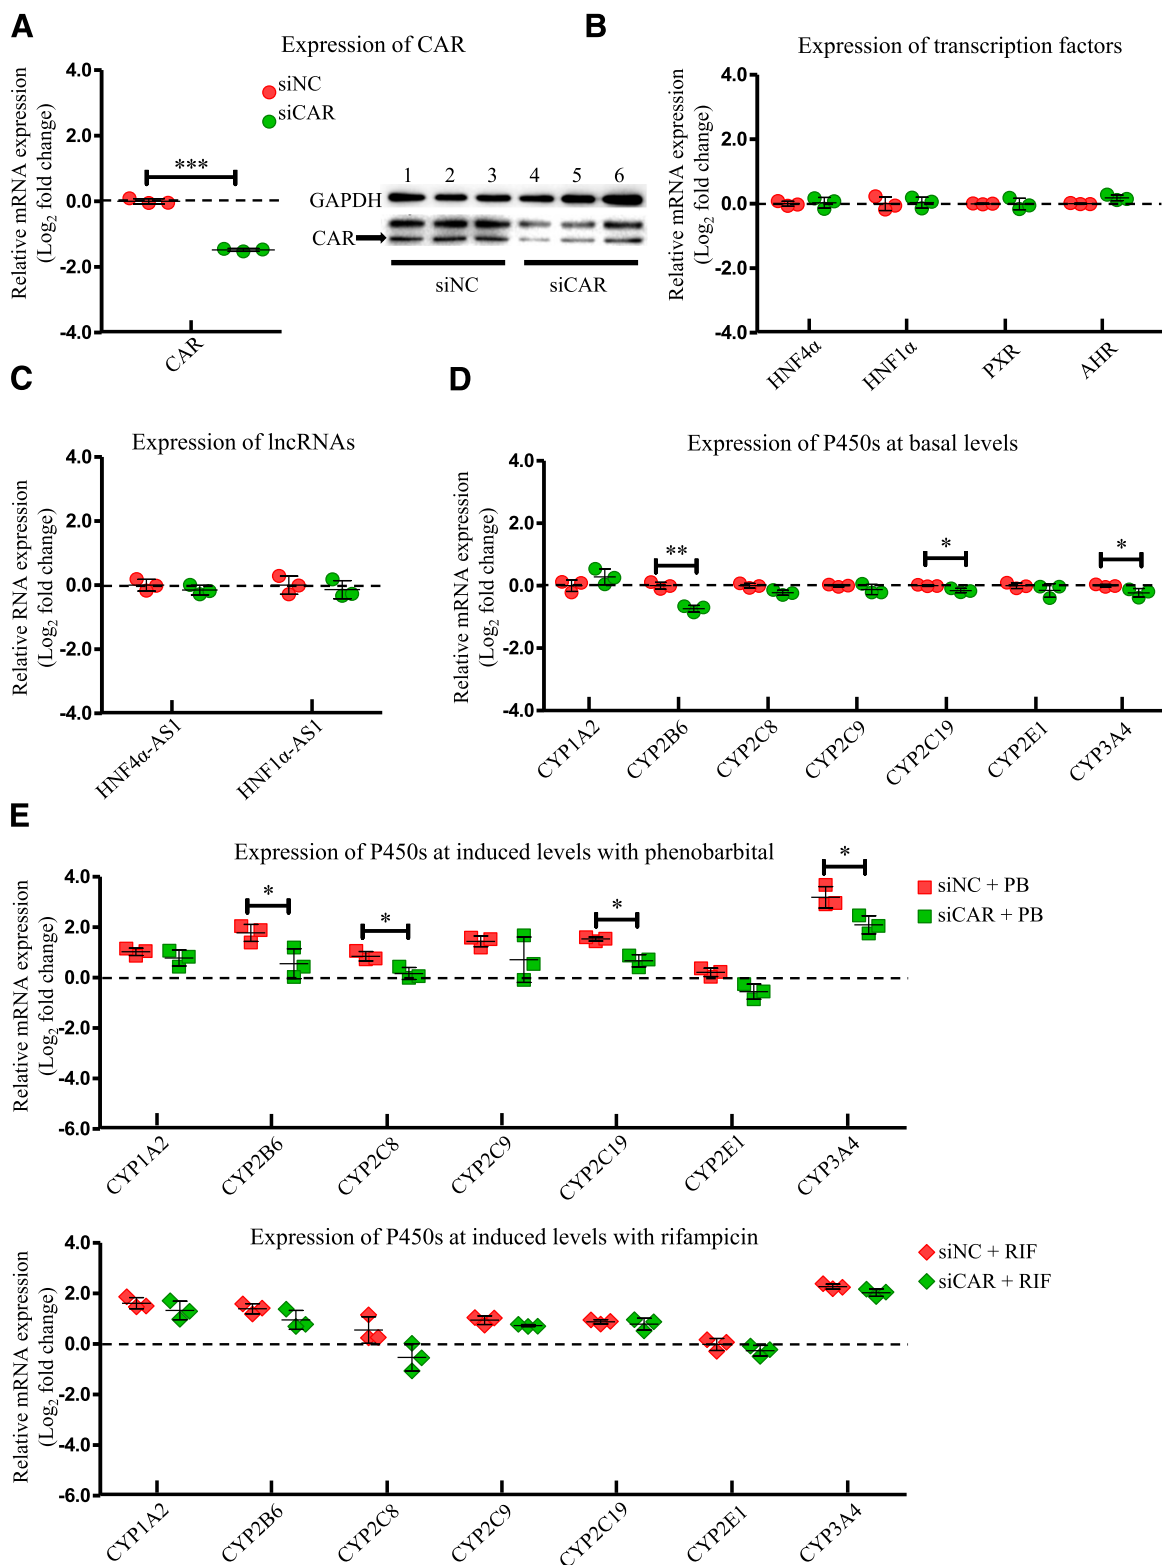 A
Expression of CAR
Relative mRNA expression
(Log2 fold change)
4.0
2.0
0.0
-2.0
-4.0
***
siNC
siCAR
CAR
1 2 3 4 5 6
GAPDH
CAR
siNC siCAR
B
Expression of transcription factors
Relative mRNA expression
(Log2 fold change)
4.0
2.0
0.0
-2.0
-4.0
HNF4α HNF1α PXR AHR
C
Expression of lncRNAs
Relative RNA expression
(Log2 fold change)
4.0
2.0
0.0
-2.0
-4.0
HNF4α-AS1 HNF1α-AS1
D
Expression of P450s at basal levels
Relative mRNA expression
(Log2 fold change)
4.0
2.0
0.0
-2.0
-4.0
** * *
CYP1A2 CYP2B6 CYP2C8 CYP2C9 CYP2C19 CYP2E1 CYP3A4
E
Expression of P450s at induced levels with phenobarbital
Relative mRNA expression
(Log2 fold change)
4.0
2.0
0.0
-2.0
-4.0
-6.0
* * * *
siNC + PB
siCAR + PB
CYP1A2 CYP2B6 CYP2C8 CYP2C9 CYP2C19 CYP2E1 CYP3A4
Expression of P450s at induced levels with rifampicin
Relative mRNA expression
(Log2 fold change)
4.0
2.0
0.0
-2.0
-4.0
-6.0
siNC + RIF
siCAR + RIF
CYP1A2 CYP2B6 CYP2C8 CYP2C9 CYP2C19 CYP2E1 CYP3A4